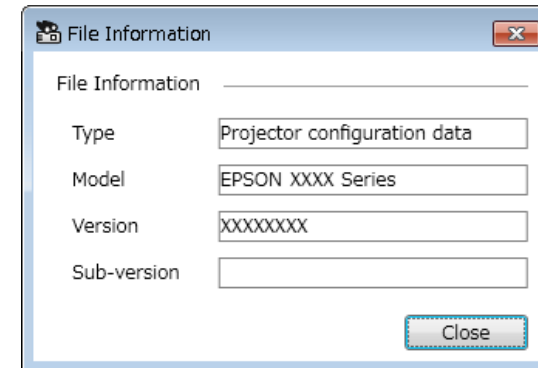 File Information
File Information
Type Projector configuration data
Model EPSON XXXX Series
Version XXXXXXXX
Sub-version
Close